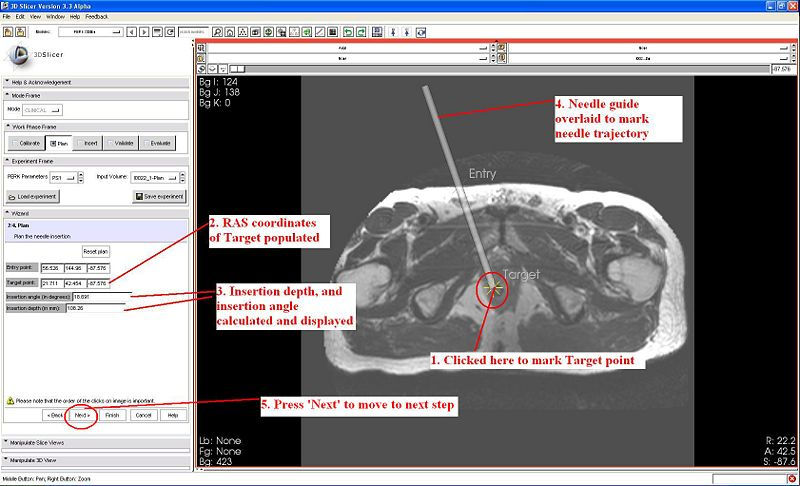 3D Slicer Version 3.3 Alpha
File Edit View Window Help Feedback
Modules:
3DSlicer
Help & Acknowledgement
Mode Frame
Mode CLINICAL
Work Phase Frame
Calibrate Plan Insert Validate Evaluate
Experiment Frame
PERK Parameters PS1 Input Volume: I0022_1-Plan
Load experiment Save experiment
Wizard
2/4. Plan
Plan the needle insertion
Reset plan
Entry point: 56.526 144.96 -87.576
Target point: 21.711 42.454 -87.576
Insertion angle (in degrees): 18.691
Insertion depth (in mm): 108.26
Please note that the order of the clicks on image is important.
< Back Next > Finish Cancel Help
Manipulate Slice Views
Manipulate 3D View
Middle Button: Pan, Right Button: Zoom
-87.576
Bg I: 124
Bg J: 138
Bg K: 0
4. Needle guide
overlaid to mark
needle trajectory
Entry
2. RAS coordinates
of Target populated
Target
3. Insertion depth, and
insertion angle
calculated and displayed
1. Clicked here to mark Target point
5. Press 'Next' to move to next step
Lb: None
Fg: None
Bg: 423
R: 22.2
A: 42.5
S: -87.6